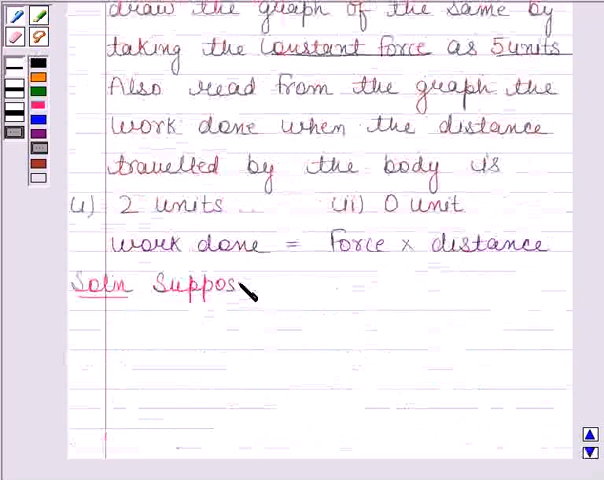 draw the graph of the same by
taking the constant force as 5 units
Also read from the graph the
work done when the distance
travelled by the body is
i) 2 units .. ii) 0 unit
work done = force × distance
Soln Suppos